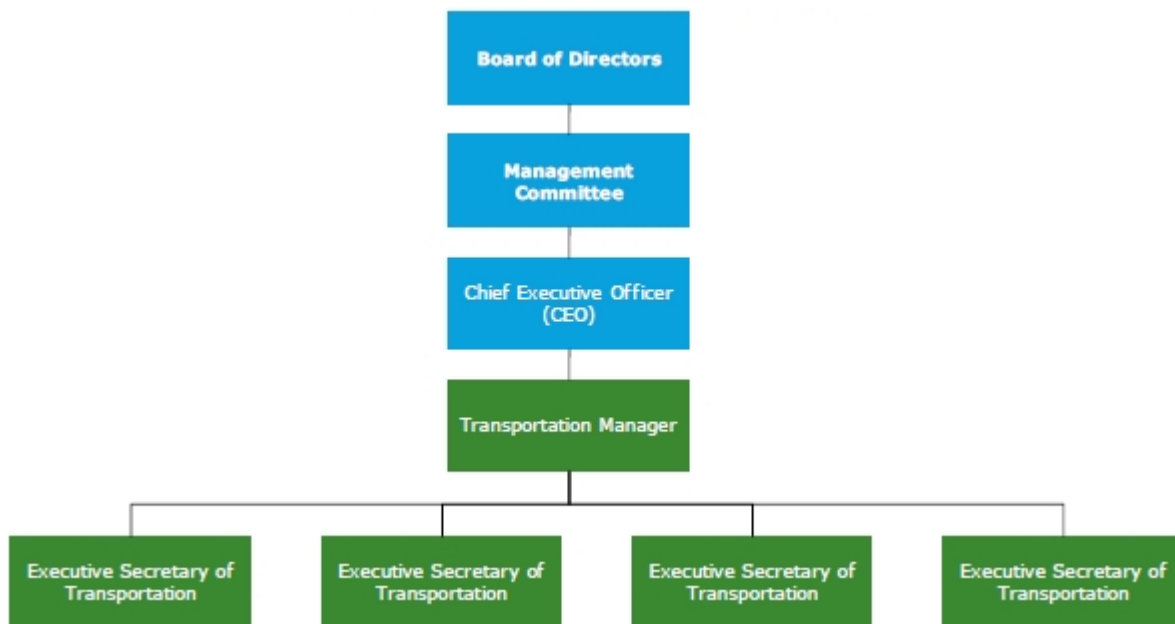 Board of Directors
Management
Committee
Chief Executive Officer
(CEO)
Transportation Manager
Executive Secretary of
Transportation
Executive Secretary of
Transportation
Executive Secretary of
Transportation
Executive Secretary of
Transportation